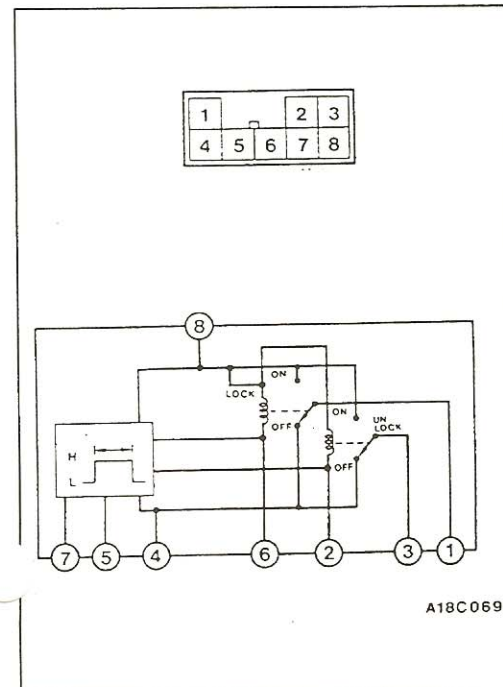 1 2 3
4 5 6 7 8
8
ON
LOCK
ON
UN
LOCK
OFF
OFF
H
L
7 5 4 6 2 3 1
A18C069